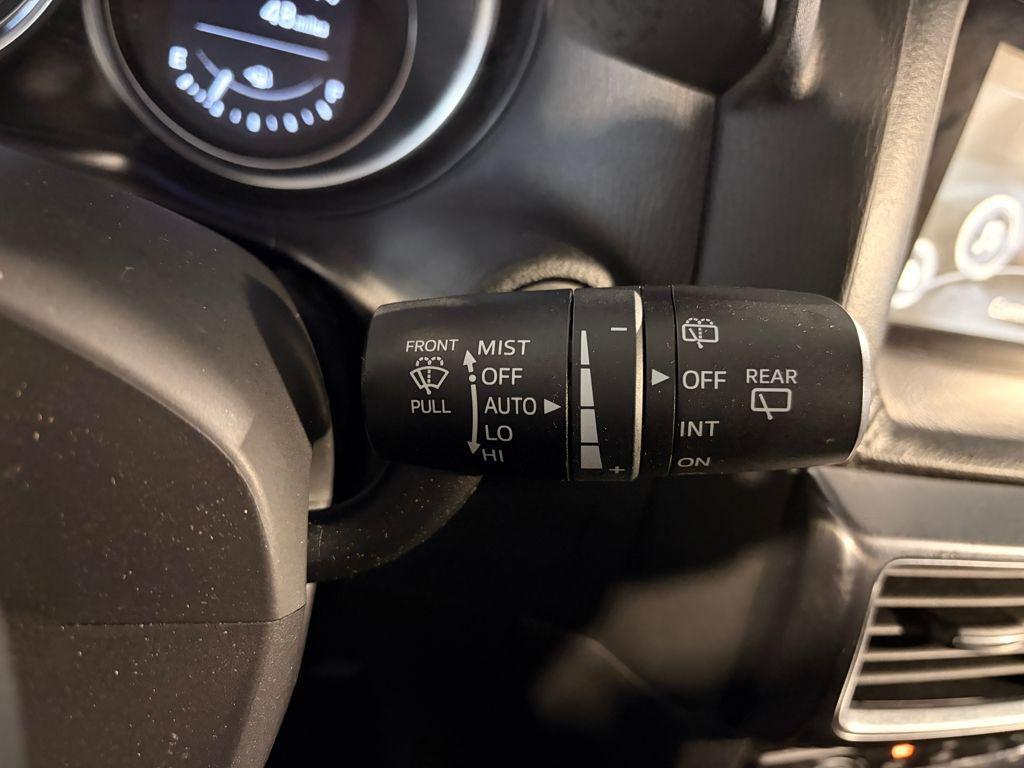 E F
FRONT
PULL
MIST
OFF
AUTO
LO
HI
−
+
OFF
INT
ON
REAR